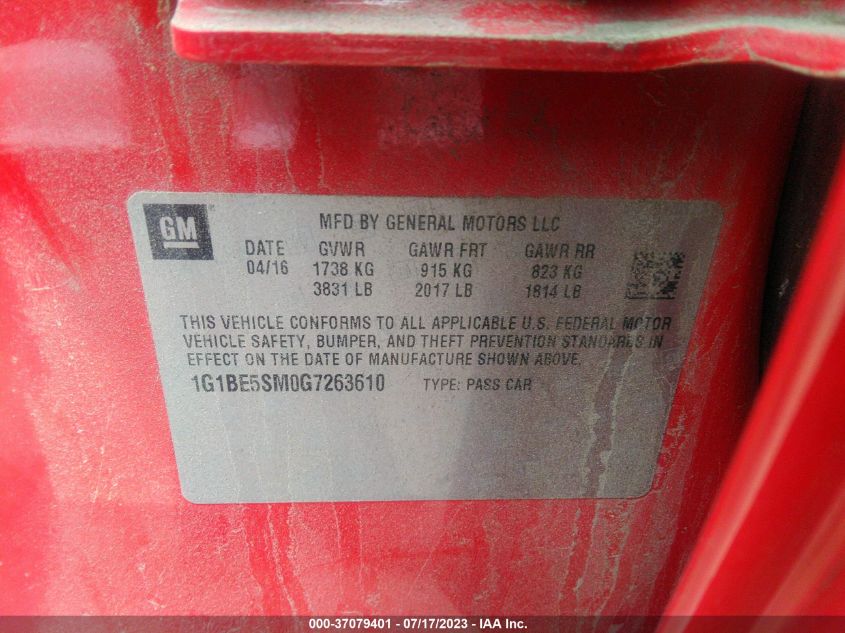 GM
MFD BY GENERAL MOTORS LLC
DATE GVWR GAWR FRT GAWR RR
04/16 1738 KG 915 KG 823 KG
3831 LB 2017 LB 1814 LB
THIS VEHICLE CONFORMS TO ALL APPLICABLE U.S. FEDERAL MOTOR
VEHICLE SAFETY, BUMPER, AND THEFT PREVENTION STANDARDS IN
EFFECT ON THE DATE OF MANUFACTURE SHOWN ABOVE.
1G1BE5SM0G7263610 TYPE: PASS CAR
000-37079401 - 07/17/2023 - IAA Inc.